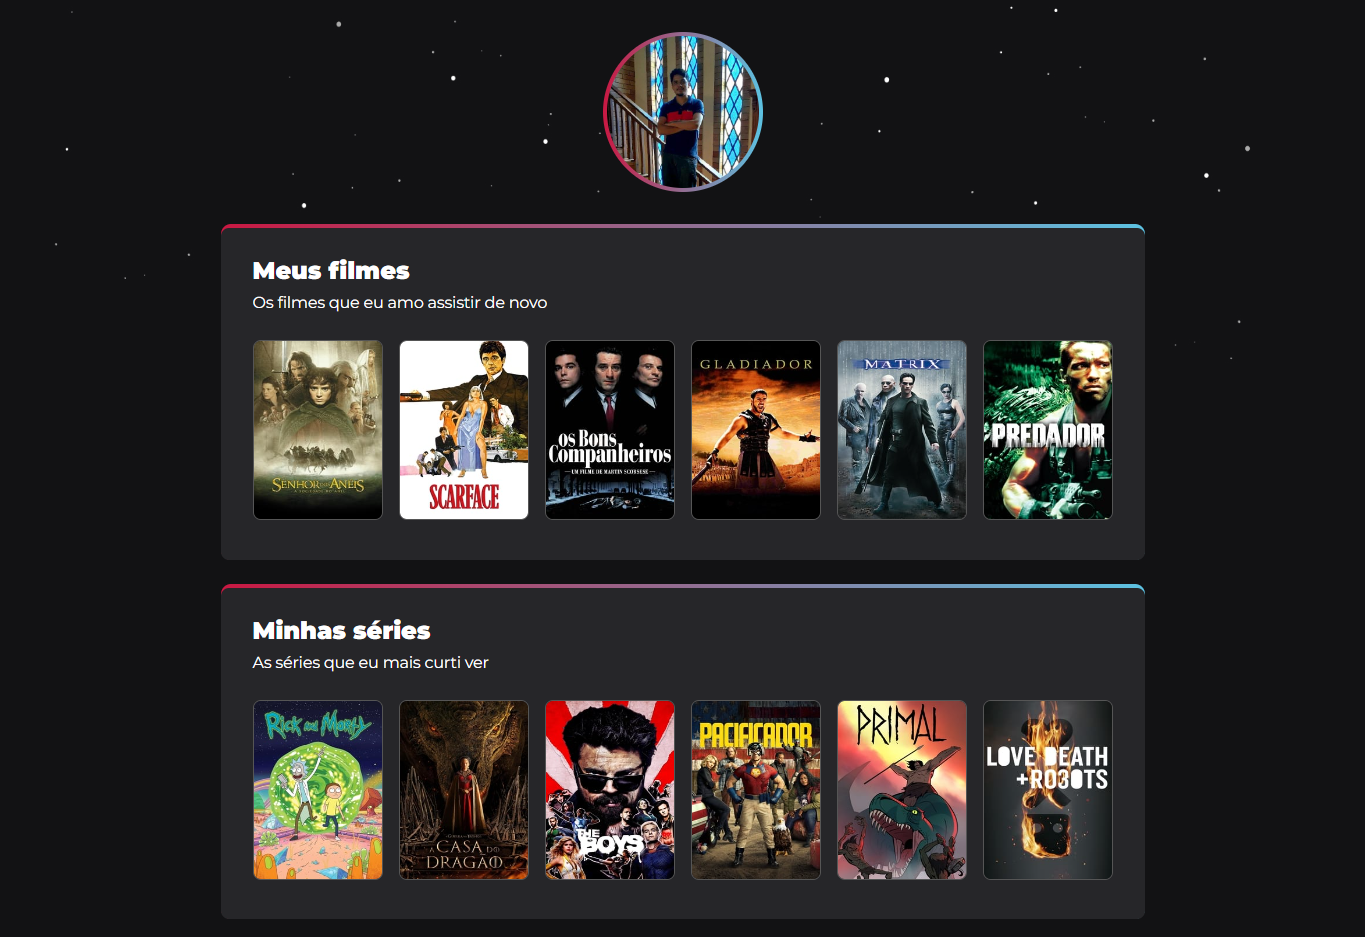 Meus filmes
Os filmes que eu amo assistir de novo
SENHOR DOS ANÉIS
SCARFACE
os Bons
Companheiros
UM FILME DE MARTIN SCORSESE
GLADIADOR
MATRIX
PREDADOR
Minhas séries
As séries que eu mais curti ver
Rick and Morty
A CASA DO
DRAGÃO
THE
BOYS
PACIFICADOR
PRIMAL
LOVE DEATH
+RO3OTS